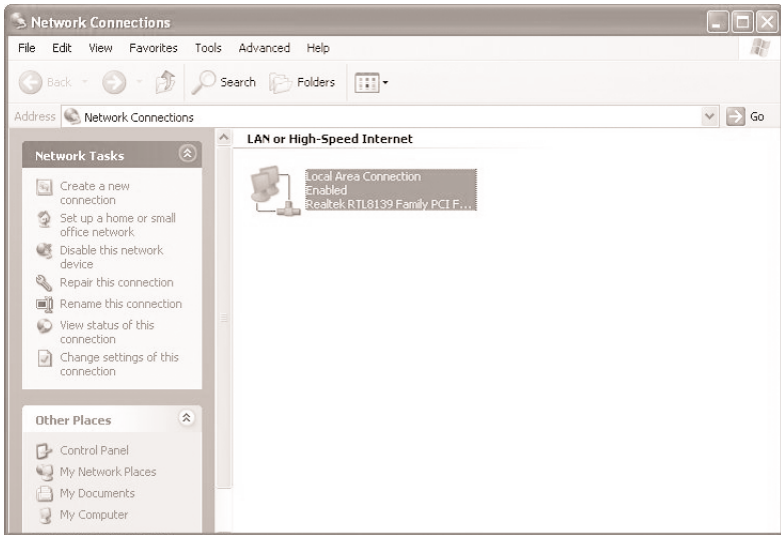 Network Connections
File Edit View Favorites Tools Advanced Help
Back Search Folders
Address Network Connections Go
Network Tasks
Create a new
connection
Set up a home or small
office network
Disable this network
device
Repair this connection
Rename this connection
View status of this
connection
Change settings of this
connection
Other Places
Control Panel
My Network Places
My Documents
My Computer
LAN or High-Speed Internet
Local Area Connection
Enabled
Realtek RTL8139 Family PCI F...